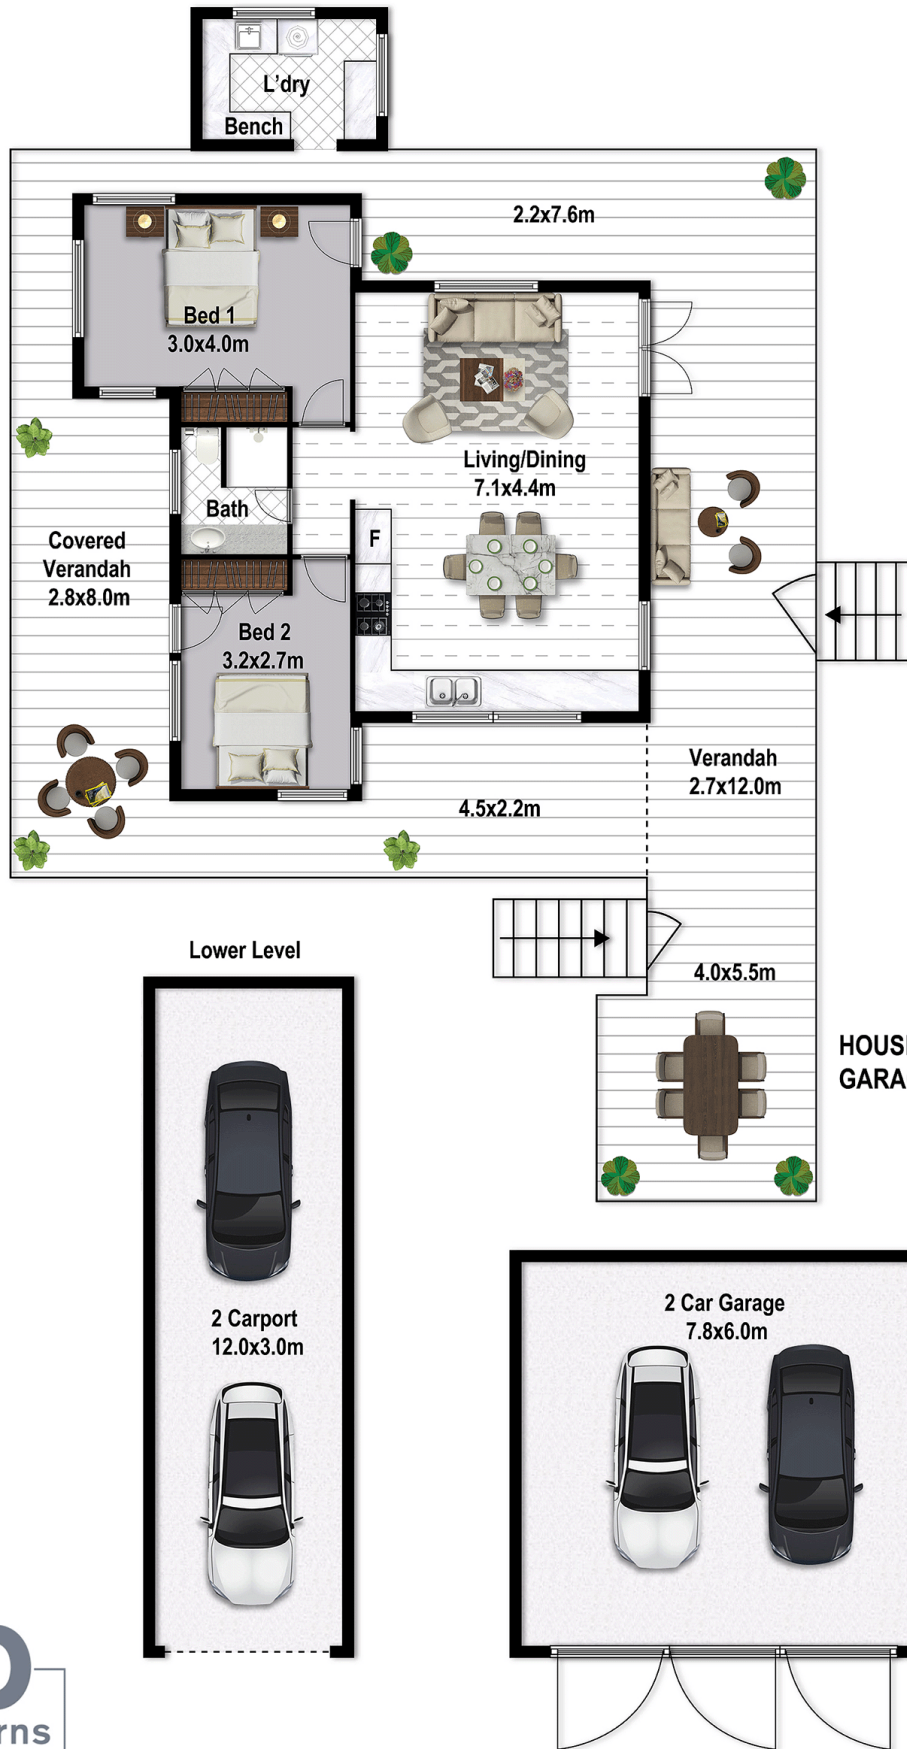 L'dry
Bench
2.2x7.6m
Bed 1
3.0x4.0m
Living/Dining
7.1x4.4m
Bath
F
Covered
Verandah
2.8x8.0m
Bed 2
3.2x2.7m
Verandah
2.7x12.0m
4.5x2.2m
Lower Level
4.0x5.5m
2 Carport
12.0x3.0m
2 Car Garage
7.8x6.0m